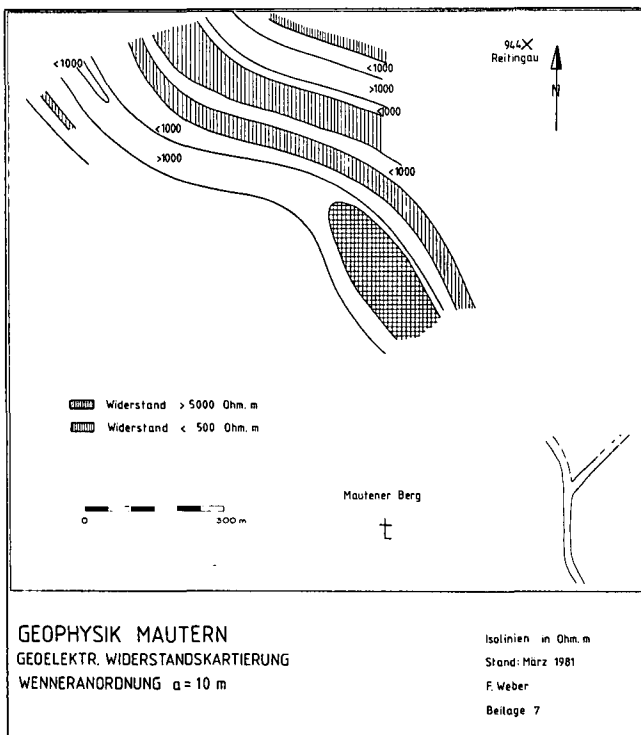 944 X
Reitingau
N
<1000
<1000
>1000
<1000
<1000
>1000
<1000
Widerstand > 5000 Ohm. m
Widerstand < 500 Ohm. m
0 300 m
Mautener Berg
GEOPHYSIK MAUTERN
GEOELEKTR. WIDERSTANDSKARTIERUNG
WENNERANORDNUNG a = 10 m
Isolinien in Ohm. m
Stand: März 1981
F. Weber
Beilage 7